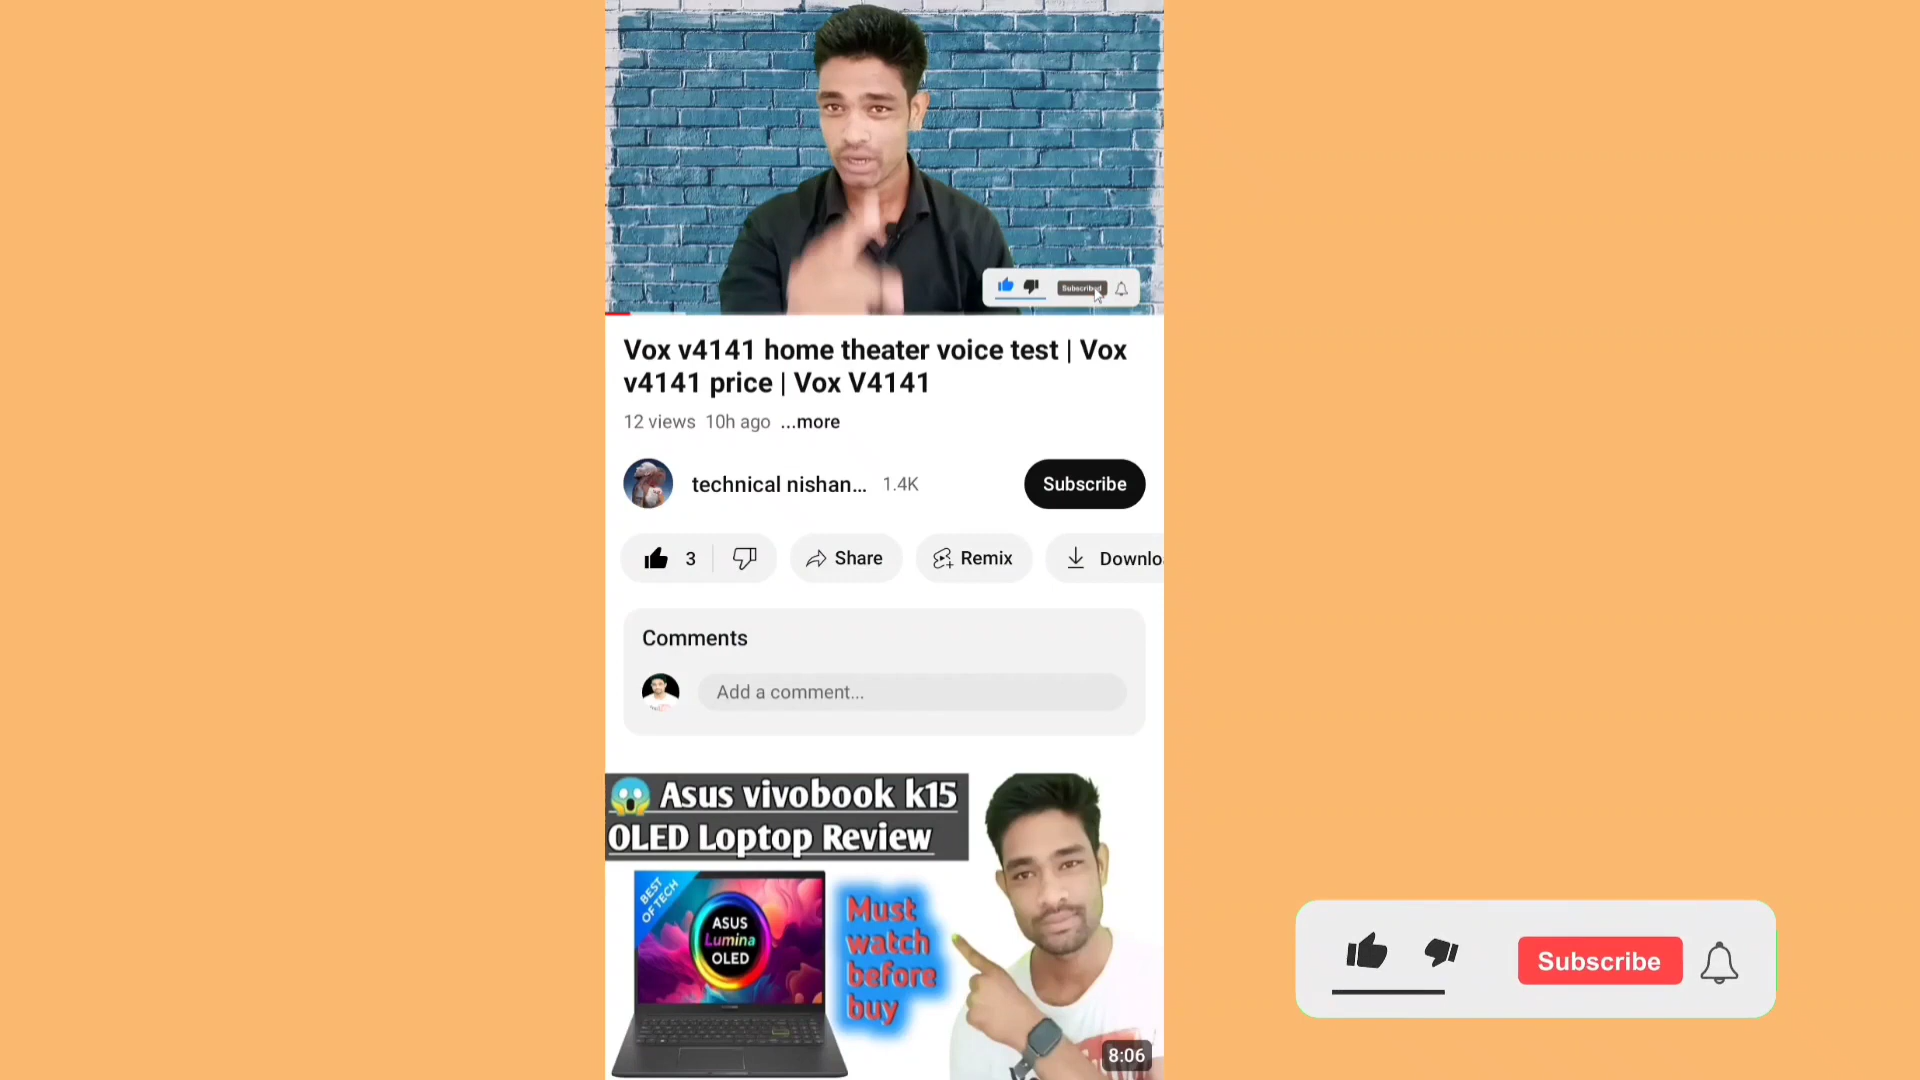 Subscribed
Vox v4141 home theater voice test | Vox
v4141 price | Vox V4141
12 views 10h ago ...more
technical nishan... 1.4K Subscribe
3 Share Remix Downlo
Comments
Add a comment...
😱 Asus vivobook k15
OLED Loptop Review
BEST
OF TECH
ASUS
Lumina
OLED
Must
watch
before
buy
8:06
Subscribe